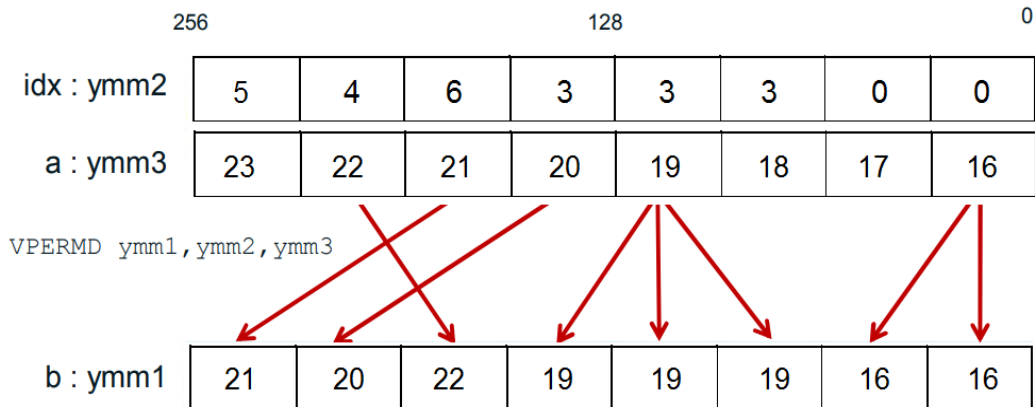 256 128 0
idx : ymm2 5 4 6 3 3 3 0 0
a : ymm3 23 22 21 20 19 18 17 16
VPERMD ymm1,ymm2,ymm3
b : ymm1 21 20 22 19 19 19 16 16